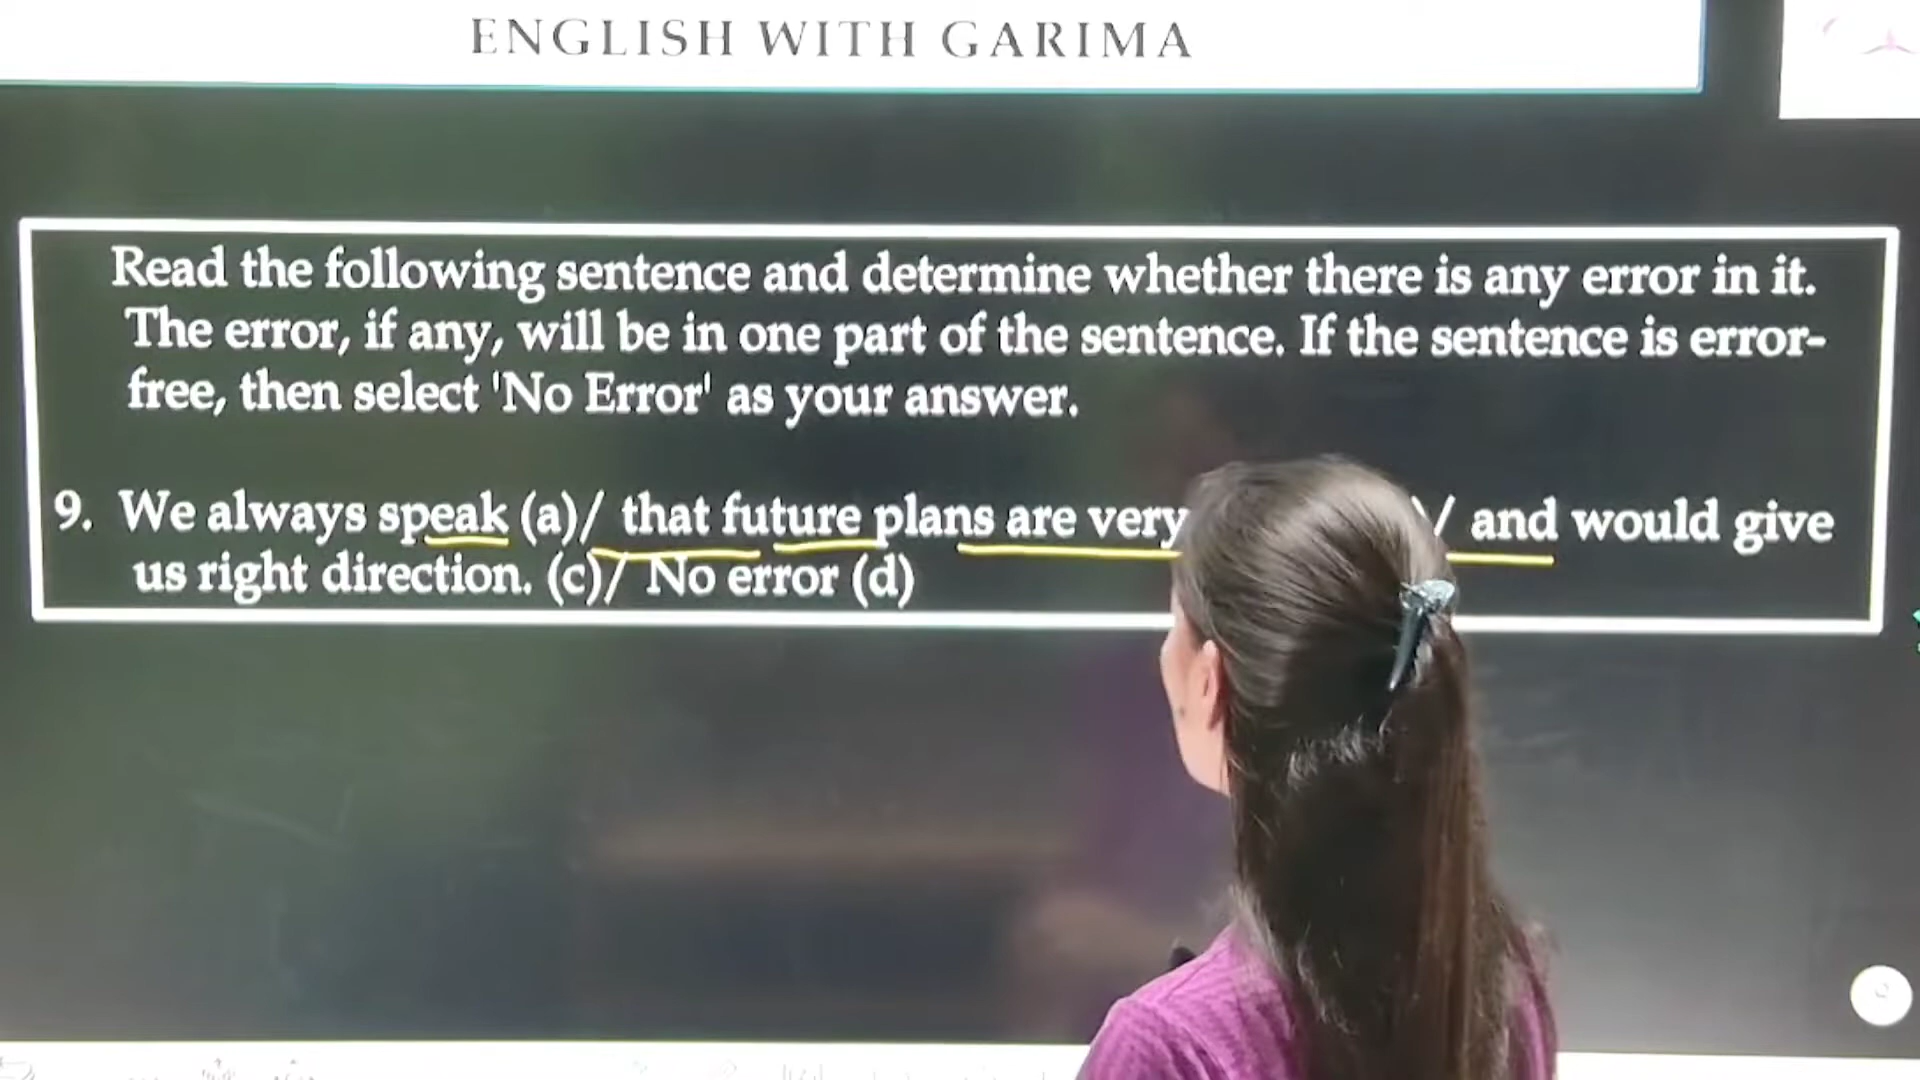 ENGLISH WITH GARIMA
Read the following sentence and determine whether there is any error in it.
The error, if any, will be in one part of the sentence. If the sentence is error-
free, then select 'No Error' as your answer.
9. We always speak (a)/ that future plans are very )/ and would give
us right direction. (c)/ No error (d)